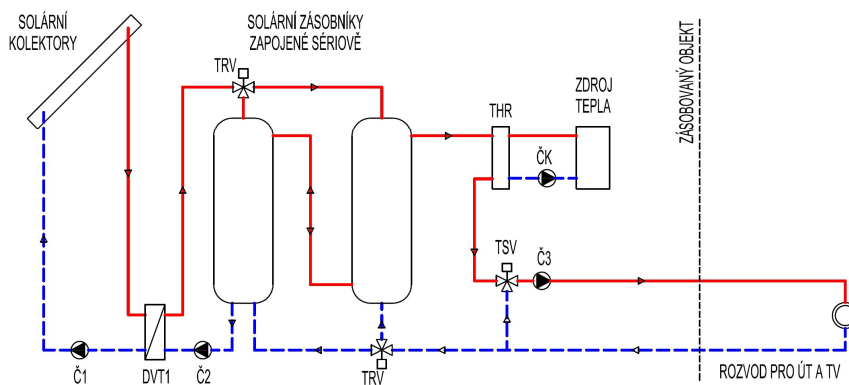 SOLÁRNÍ
KOLEKTORY
SOLÁRNÍ ZÁSOBNÍKY
ZAPOJENÉ SÉRIOVĚ
TRV
THR
ZDROJ
TEPLA
ČK
ZÁSOBOVANÝ OBJEKT
TSV
Č3
Č1
DVT1
Č2
TRV
ROZVOD PRO ÚT A TV